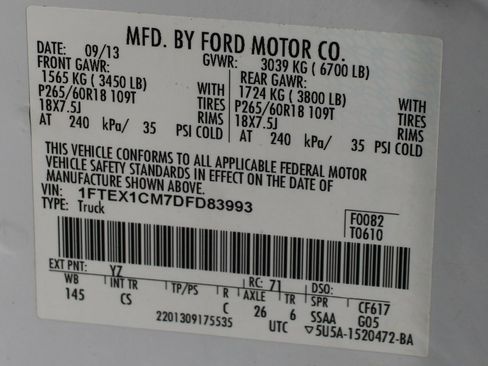 MFD. BY FORD MOTOR CO.
DATE: 09/13 GVWR: 3039 KG ( 6700 LB)
FRONT GAWR: REAR GAWR:
1565 KG ( 3450 LB) WITH 1724 KG ( 3800 LB) WITH
P265/60R18 109T TIRES P265/60R18 109T TIRES
18X7.5J RIMS 18X7.5J RIMS
AT 240 kPa/ 35 PSI COLD AT 240 kPa/ 35 PSI COLD
THIS VEHICLE CONFORMS TO ALL APPLICABLE FEDERAL MOTOR
VEHICLE SAFETY STANDARDS IN EFFECT ON THE DATE OF
MANUFACTURE SHOWN ABOVE.
VIN: 1FTEX1CM7DFD83993
TYPE: Truck
F0082
T0610
EXT PNT: YZ RC: 71 DSO:
WB INT TR TP/PS R AXLE TR SPR CF617
145 CS C 26 6 SSAA G05
2201309175535 UTC ▽5U5A-1520472-BA